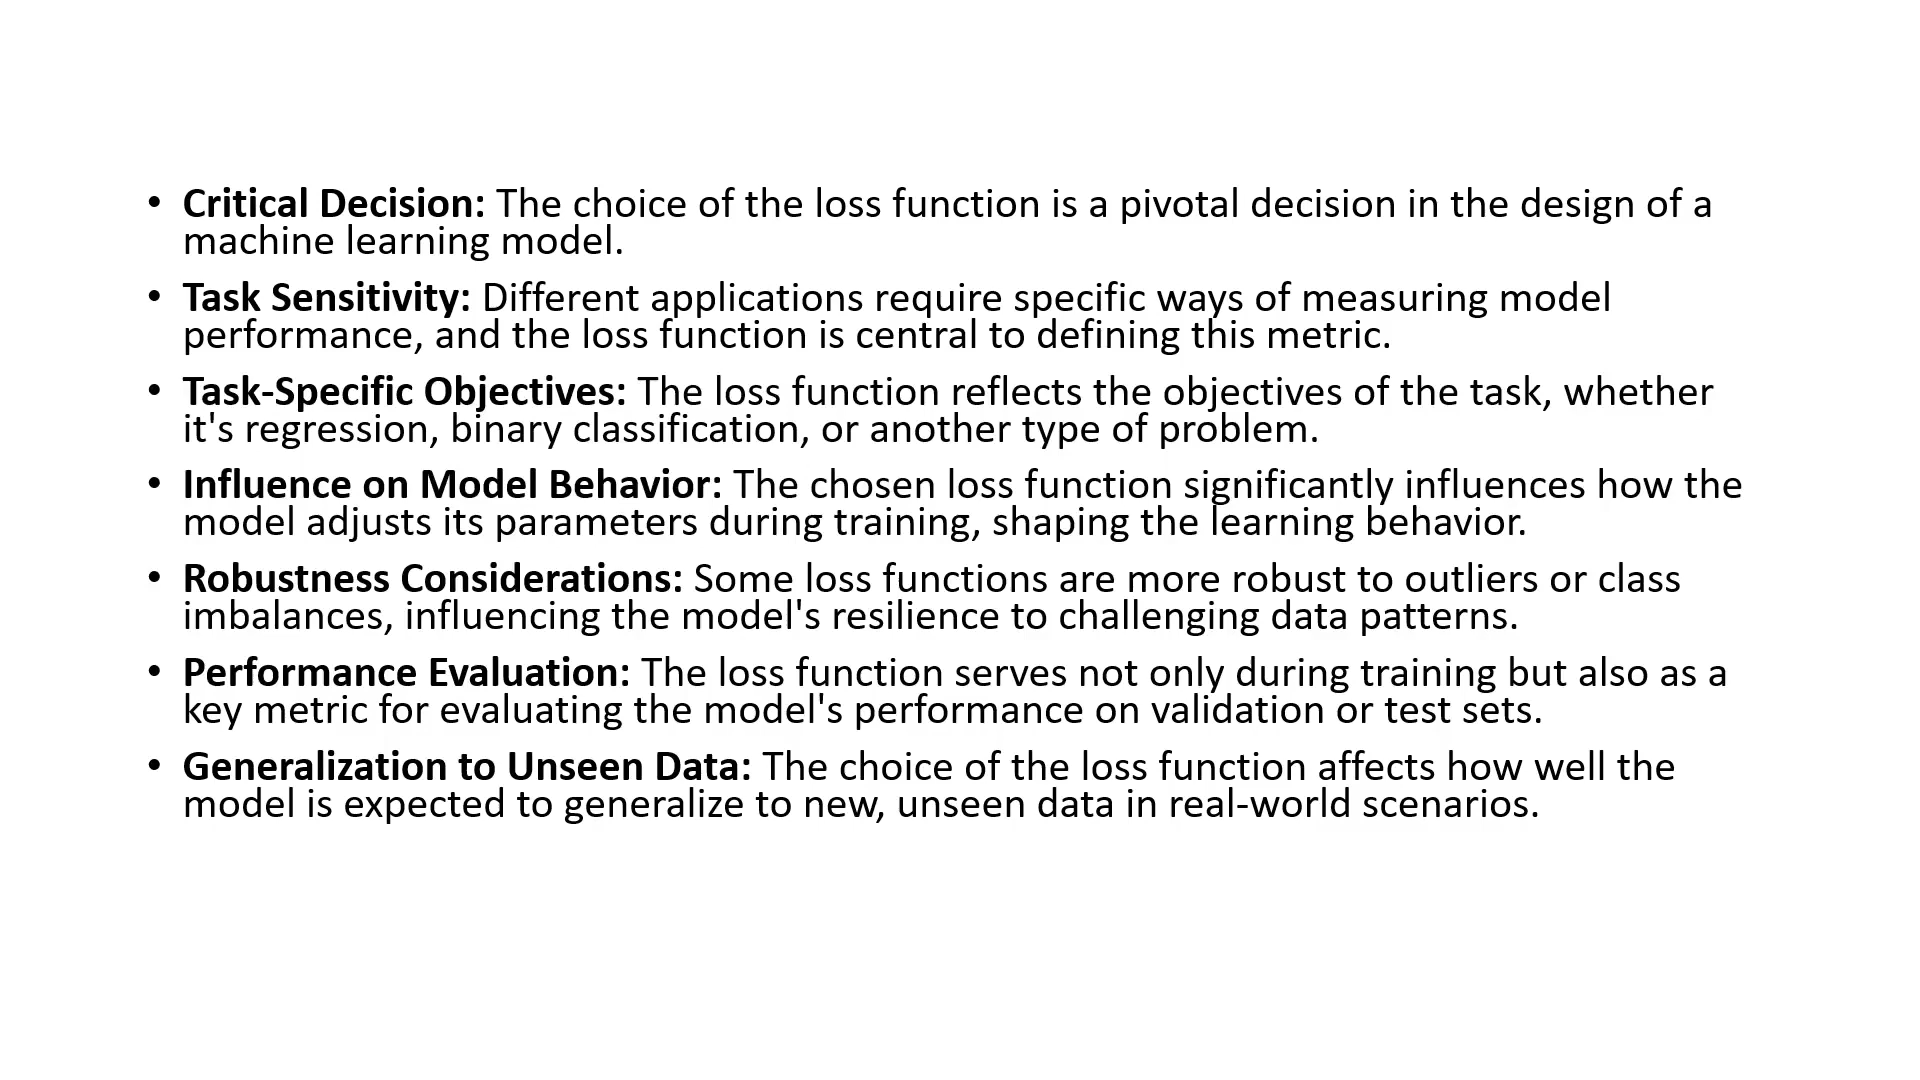 • Critical Decision: The choice of the loss function is a pivotal decision in the design of a
machine learning model.
• Task Sensitivity: Different applications require specific ways of measuring model
performance, and the loss function is central to defining this metric.
• Task-Specific Objectives: The loss function reflects the objectives of the task, whether
it's regression, binary classification, or another type of problem.
• Influence on Model Behavior: The chosen loss function significantly influences how the
model adjusts its parameters during training, shaping the learning behavior.
• Robustness Considerations: Some loss functions are more robust to outliers or class
imbalances, influencing the model's resilience to challenging data patterns.
• Performance Evaluation: The loss function serves not only during training but also as a
key metric for evaluating the model's performance on validation or test sets.
• Generalization to Unseen Data: The choice of the loss function affects how well the
model is expected to generalize to new, unseen data in real-world scenarios.